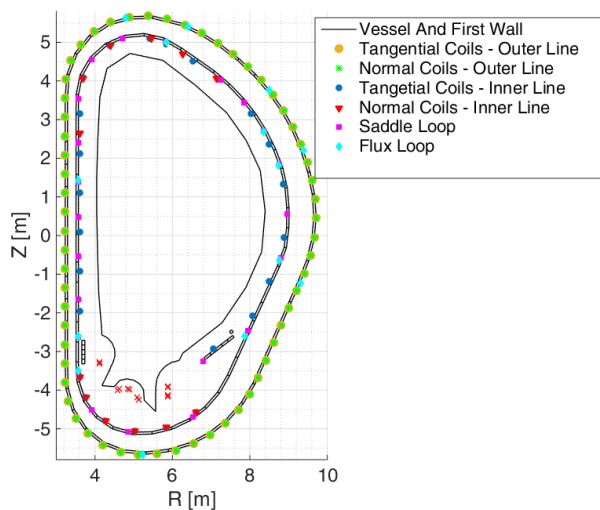 Vessel And First Wall
Tangential Coils - Outer Line
Normal Coils - Outer Line
Tangetial Coils - Inner Line
Normal Coils - Inner Line
Saddle Loop
Flux Loop
5
4
3
2
1
0
-1
-2
-3
-4
-5
Z [m]
4 6 8 10
R [m]